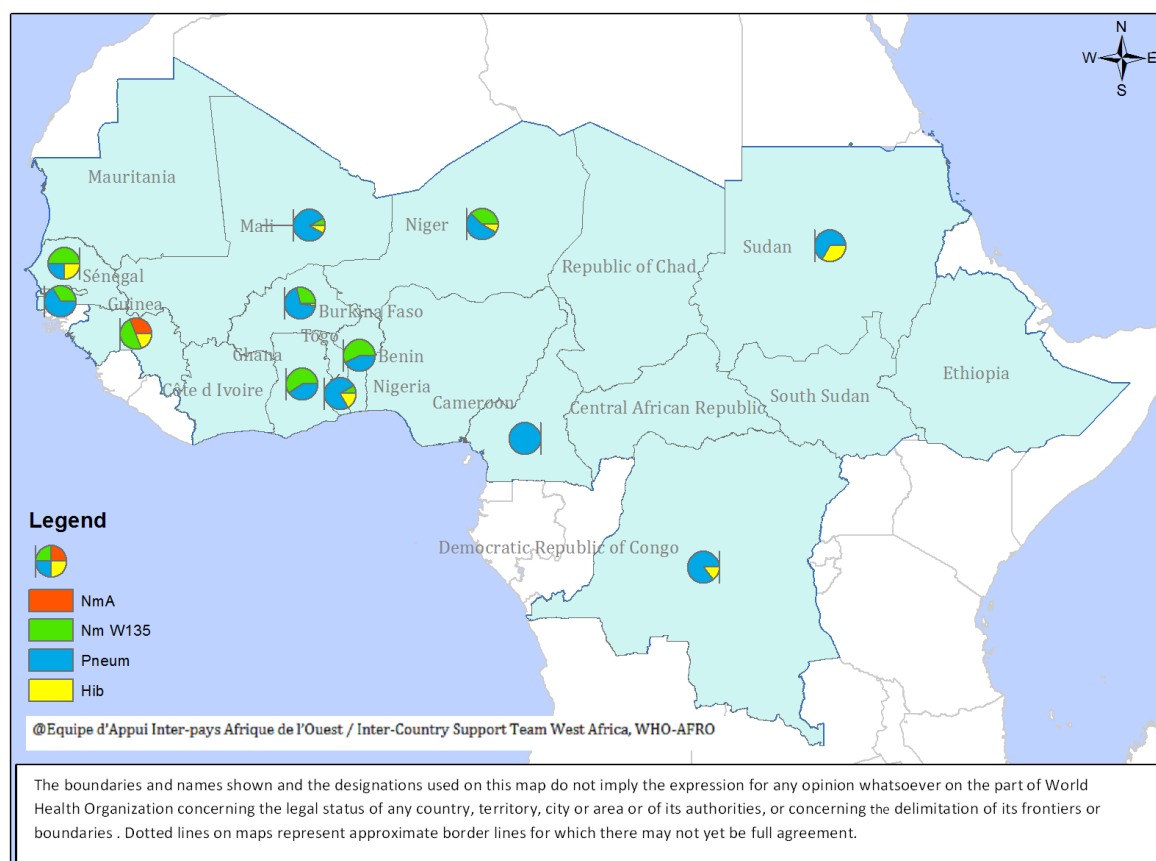 N
W E
S
Mauritania
Mali
Niger
Sudan
Republic of Chad
Sénégal
Guinea
Burkina Faso
Togo
Ghana
Benin
Côte d Ivoire
Nigeria
Cameroon
Central African Republic
South Sudan
Ethiopia
Democratic Republic of Congo
Legend
NmA
Nm W135
Pneum
Hib
@Equipe d'Appui Inter-pays Afrique de l'Ouest / Inter-Country Support Team West Africa, WHO-AFRO
The boundaries and names shown and the designations used on this map do not imply the expression for any opinion whatsoever on the part of World
Health Organization concerning the legal status of any country, territory, city or area or of its authorities, or concerning the delimitation of its frontiers or
boundaries . Dotted lines on maps represent approximate border lines for which there may not yet be full agreement.